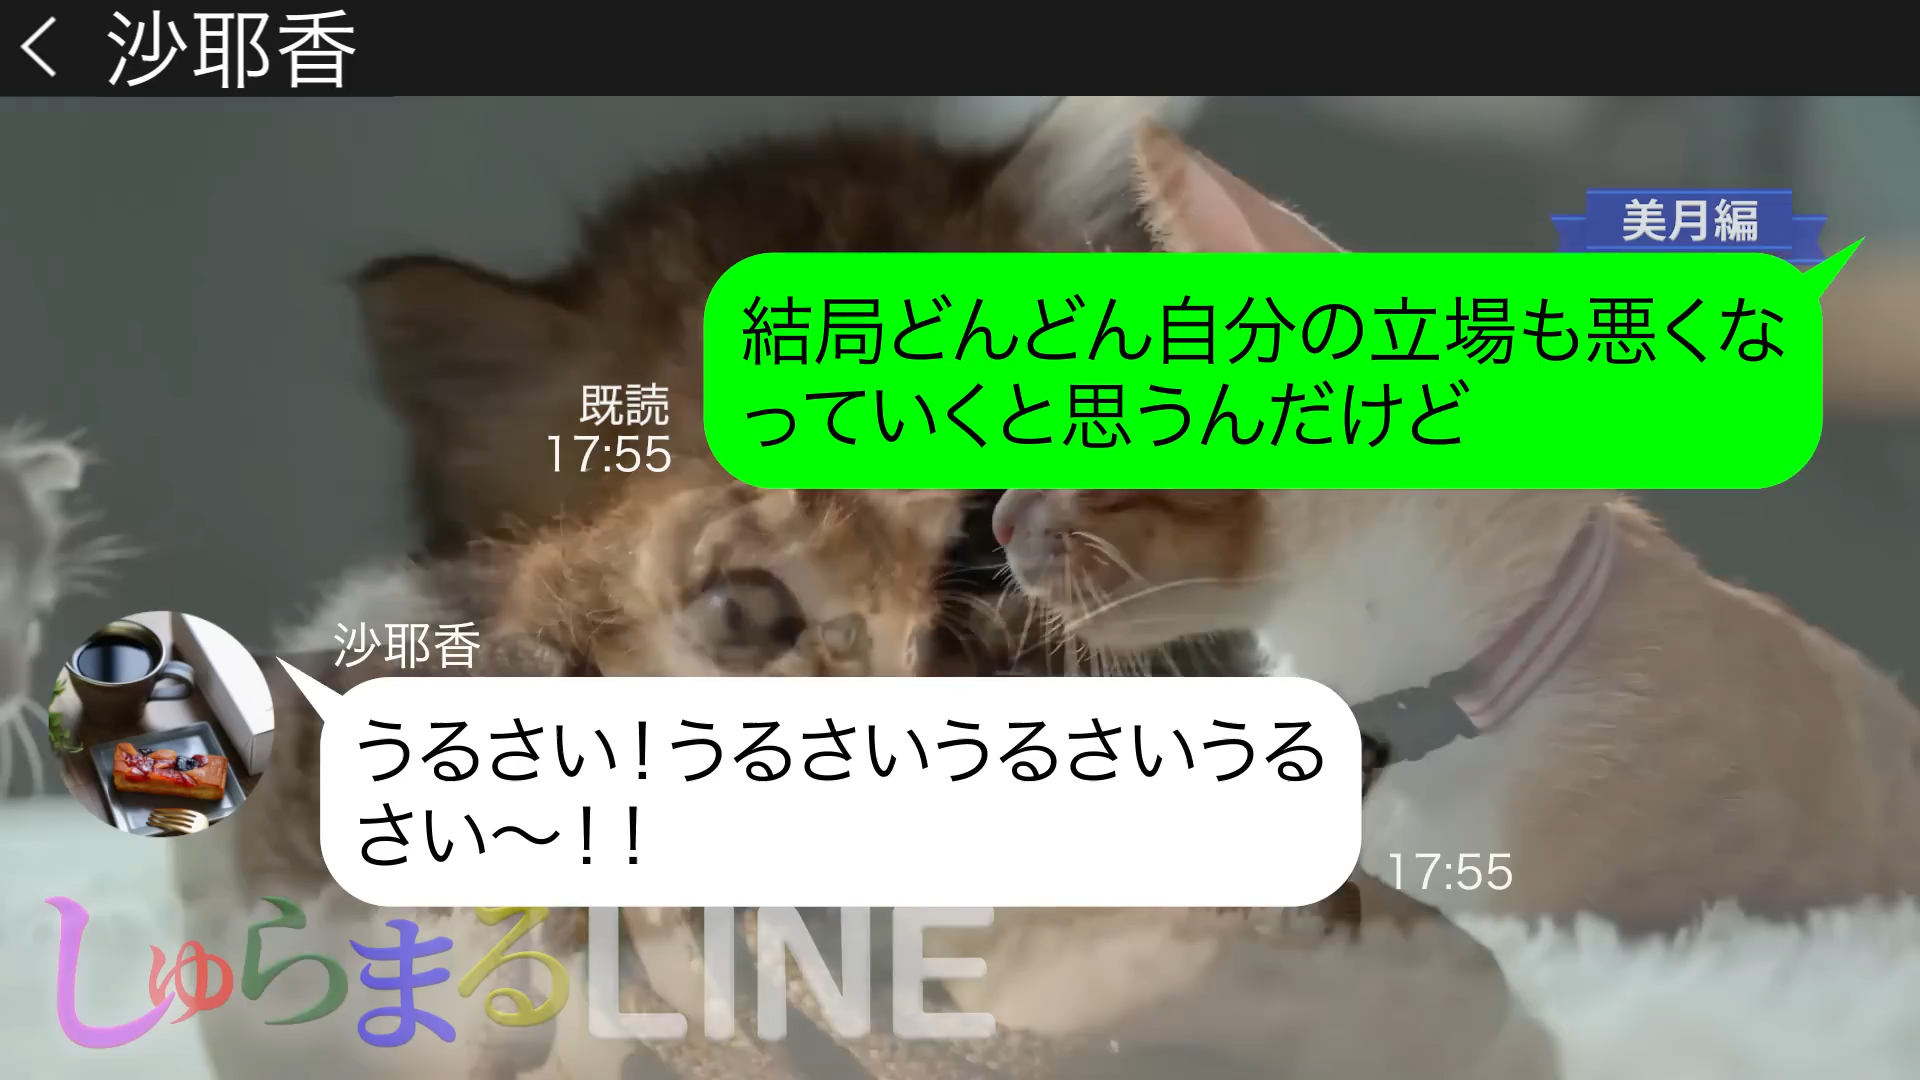 沙耶香
美月編
結局どんどん自分の立場も悪くな
っていくと思うんだけど
既読
17:55
沙耶香
うるさい！うるさいうるさいうる
さい〜！！
17:55
しゅらまるLINE